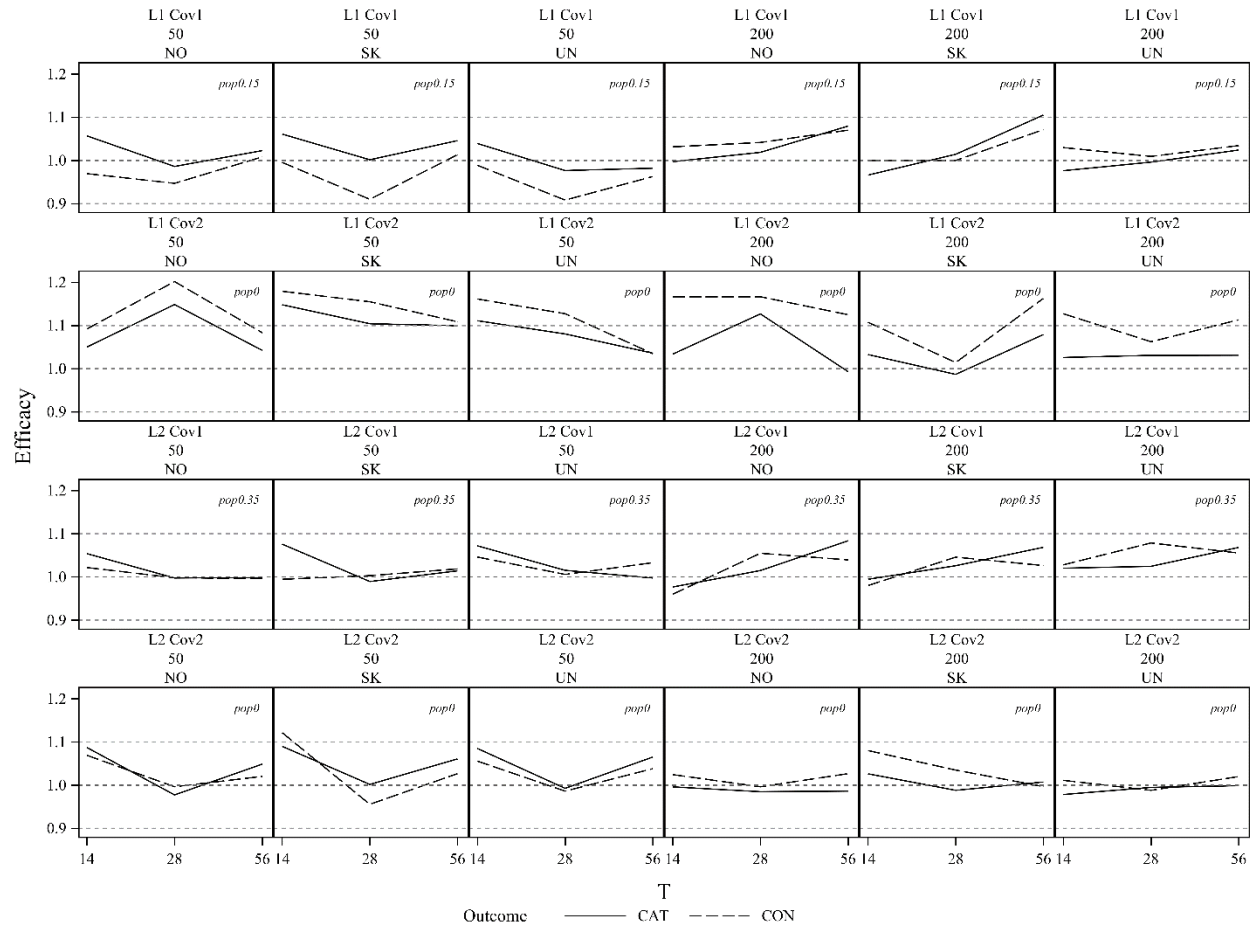 L1 Cov1 L1 Cov1 L1 Cov1 L1 Cov1 L1 Cov1 L1 Cov1
50 50 50 200 200 200
NO SK UN NO SK UN
1.2
pop0.15 pop0.15 pop0.15 pop0.15 pop0.15 pop0.15
1.1
1.0
0.9
L1 Cov2 L1 Cov2 L1 Cov2 L1 Cov2 L1 Cov2 L1 Cov2
50 50 50 200 200 200
NO SK UN NO SK UN
1.2
pop0 pop0 pop0 pop0 pop0 pop0
1.1
1.0
0.9
Efficacy
L2 Cov1 L2 Cov1 L2 Cov1 L2 Cov1 L2 Cov1 L2 Cov1
50 50 50 200 200 200
NO SK UN NO SK UN
1.2
pop0.35 pop0.35 pop0.35 pop0.35 pop0.35 pop0.35
1.1
1.0
0.9
L2 Cov2 L2 Cov2 L2 Cov2 L2 Cov2 L2 Cov2 L2 Cov2
50 50 50 200 200 200
NO SK UN NO SK UN
1.2
pop0 pop0 pop0 pop0 pop0 pop0
1.1
1.0
0.9
14 28 56 14 28 56 14 28 56 14 28 56 14 28 56 14 28 56
T
Outcome CAT CON